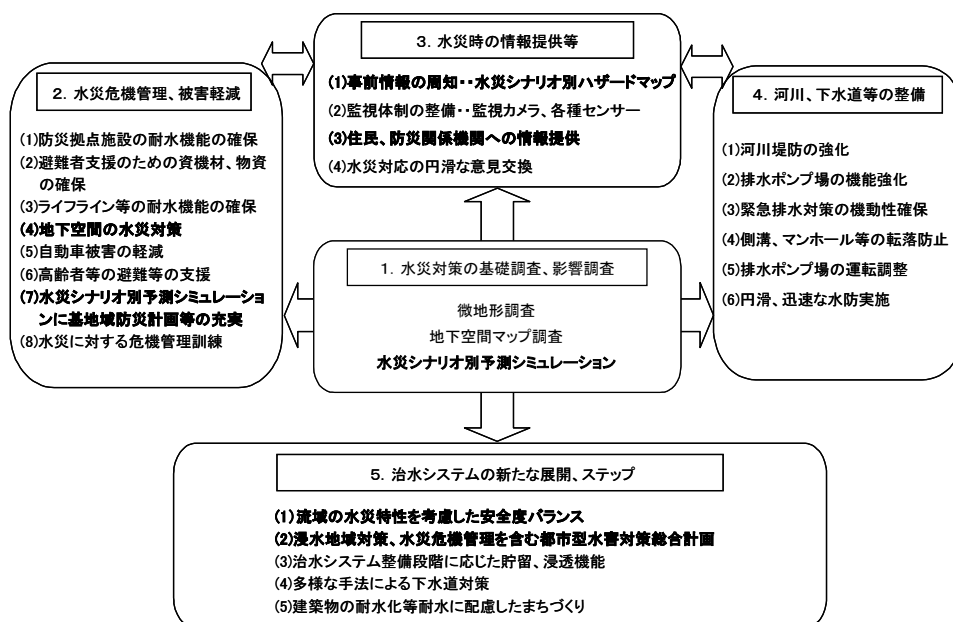 3．水災時の情報提供等
(1)事前情報の周知・・水災シナリオ別ハザードマップ
(2)監視体制の整備・・監視カメラ、各種センサー
(3)住民、防災関係機関への情報提供
(4)水災対応の円滑な意見交換
2．水災危機管理、被害軽減
(1)防災拠点施設の耐水機能の確保
(2)避難者支援のための資機材、物資
の確保
(3)ライフライン等の耐水機能の確保
(4)地下空間の水災対策
(5)自動車被害の軽減
(6)高齢者等の避難等の支援
(7)水災シナリオ別予測シミュレーショ
ンに基地域防災計画等の充実
(8)水災に対する危機管理訓練
4．河川、下水道等の整備
(1)河川堤防の強化
(2)排水ポンプ場の機能強化
(3)緊急排水対策の機動性確保
(4)側溝、マンホール等の転落防止
(5)排水ポンプ場の運転調整
(6)円滑、迅速な水防実施
1．水災対策の基礎調査、影響調査
微地形調査
地下空間マップ調査
水災シナリオ別予測シミュレーション
5．治水システムの新たな展開、ステップ
(1)流域の水災特性を考慮した安全度バランス
(2)浸水地域対策、水災危機管理を含む都市型水害対策総合計画
(3)治水システム整備段階に応じた貯留、浸透機能
(4)多様な手法による下水道対策
(5)建築物の耐水化等耐水に配慮したまちづくり